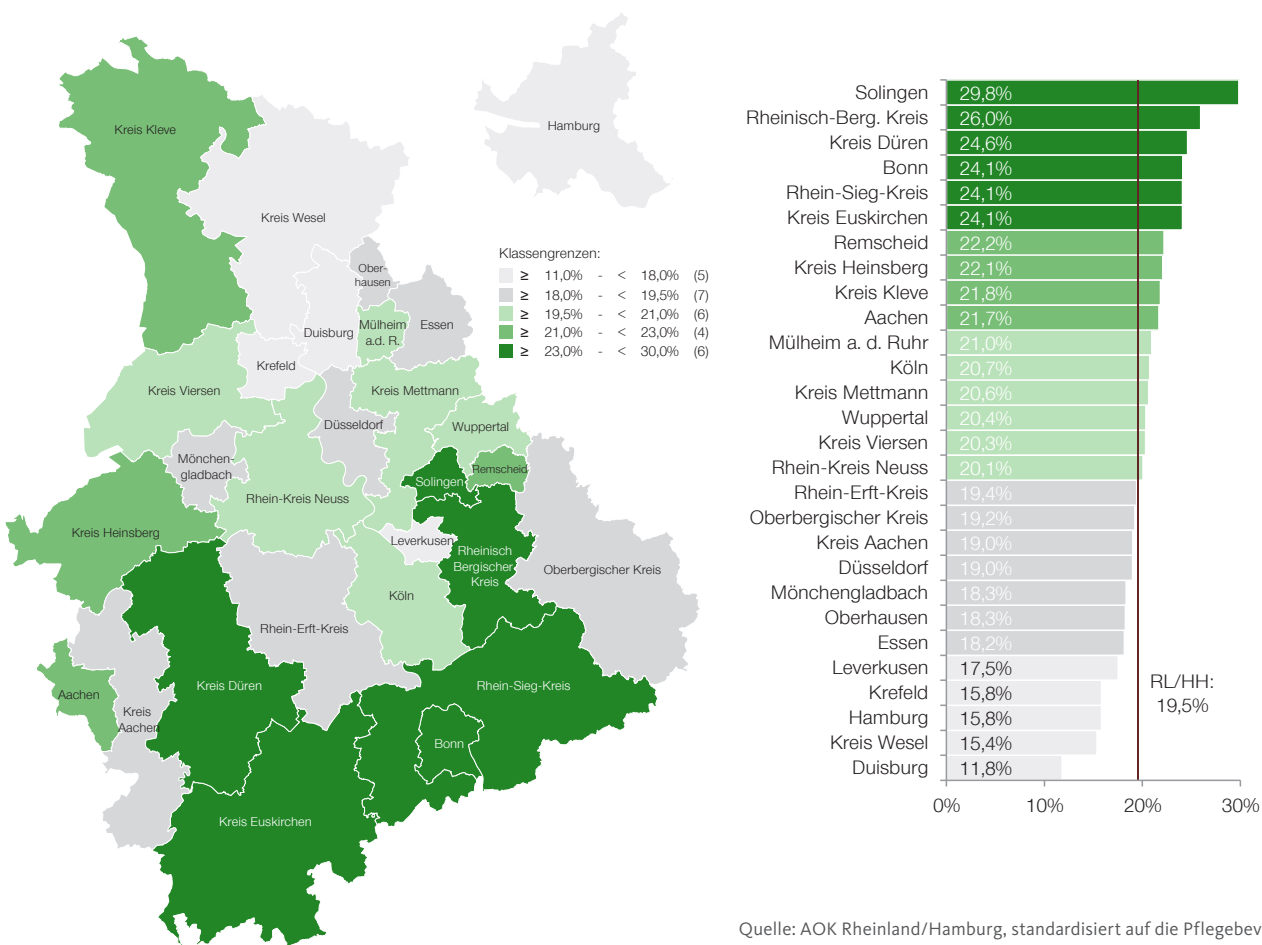 Kreis Kleve
Hamburg
Kreis Wesel
Ober-
hausen
Duisburg
Mülheim
a.d. R.
Essen
Krefeld
Kreis Viersen
Kreis Mettmann
Düsseldorf
Wuppertal
Mönchen-
gladbach
Solingen
Remscheid
Rhein-Kreis Neuss
Kreis Heinsberg
Leverkusen
Rheinisch
Bergischer
Kreis
Oberbergischer Kreis
Köln
Rhein-Erft-Kreis
Kreis Düren
Rhein-Sieg-Kreis
Aachen
Kreis
Aachen
Bonn
Kreis Euskirchen
Klassengrenzen:
≥ 11,0% - < 18,0% (5)
≥ 18,0% - < 19,5% (7)
≥ 19,5% - < 21,0% (6)
≥ 21,0% - < 23,0% (4)
≥ 23,0% - < 30,0% (6)
Solingen 29,8%
Rheinisch-Berg. Kreis 26,0%
Kreis Düren 24,6%
Bonn 24,1%
Rhein-Sieg-Kreis 24,1%
Kreis Euskirchen 24,1%
Remscheid 22,2%
Kreis Heinsberg 22,1%
Kreis Kleve 21,8%
Aachen 21,7%
Mülheim a. d. Ruhr 21,0%
Köln 20,7%
Kreis Mettmann 20,6%
Wuppertal 20,4%
Kreis Viersen 20,3%
Rhein-Kreis Neuss 20,1%
Rhein-Erft-Kreis 19,4%
Oberbergischer Kreis 19,2%
Kreis Aachen 19,0%
Düsseldorf 19,0%
Mönchengladbach 18,3%
Oberhausen 18,3%
Essen 18,2%
Leverkusen 17,5%
Krefeld 15,8%
Hamburg 15,8%
Kreis Wesel 15,4%
Duisburg 11,8%
RL/HH:
19,5%
0% 10% 20% 30%
Quelle: AOK Rheinland/Hamburg, standardisiert auf die Pflegebev